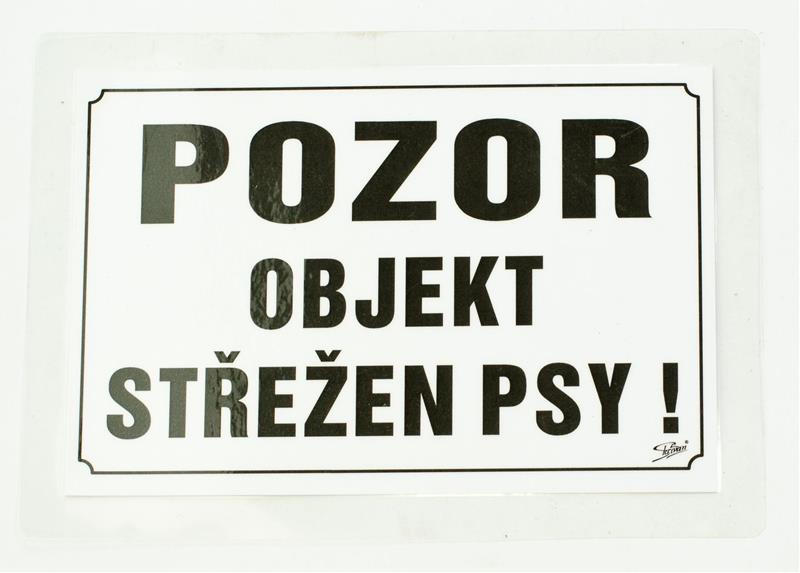 POZOR
OBJEKT
STŘEŽEN PSY !